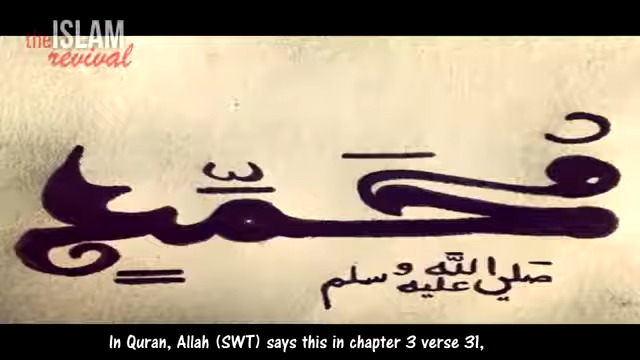 the ISLAM
revival
محمد
صلى الله عليه وسلم
In Quran, Allah (SWT) says this in chapter 3 verse 31,